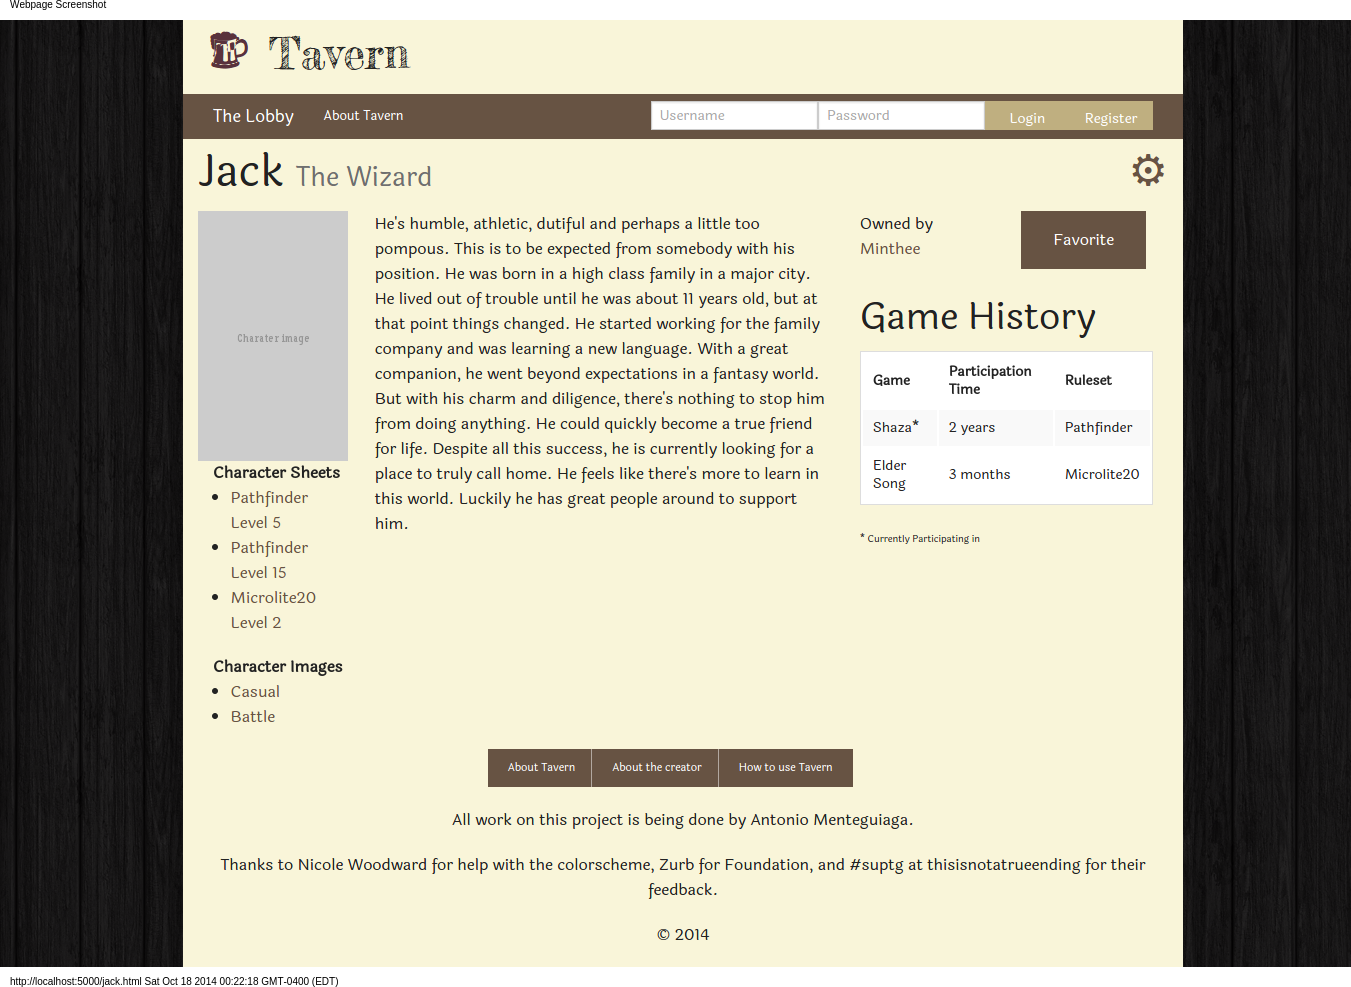 Webpage Screenshot
Tavern
The Lobby About Tavern Username Password Login Register
Jack The Wizard
Charater image
Character Sheets
Pathfinder
Level 5
Pathfinder
Level 15
Microlite20
Level 2
Character Images
Casual
Battle
He's humble, athletic, dutiful and perhaps a little too
pompous. This is to be expected from somebody with his
position. He was born in a high class family in a major city.
He lived out of trouble until he was about 11 years old, but at
that point things changed. He started working for the family
company and was learning a new language. With a great
companion, he went beyond expectations in a fantasy world.
But with his charm and diligence, there's nothing to stop him
from doing anything. He could quickly become a true friend
for life. Despite all this success, he is currently looking for a
place to truly call home. He feels like there's more to learn in
this world. Luckily he has great people around to support
him.
Owned by
Minthee
Favorite
Game History
Game Participation Time Ruleset
Shaza* 2 years Pathfinder
Elder Song 3 months Microlite20
* Currently Participating in
About Tavern About the creator How to use Tavern
All work on this project is being done by Antonio Menteguiaga.
Thanks to Nicole Woodward for help with the colorscheme, Zurb for Foundation, and #suptg at thisisnotatrueending for their
feedback.
© 2014
http://localhost:5000/jack.html Sat Oct 18 2014 00:22:18 GMT-0400 (EDT)